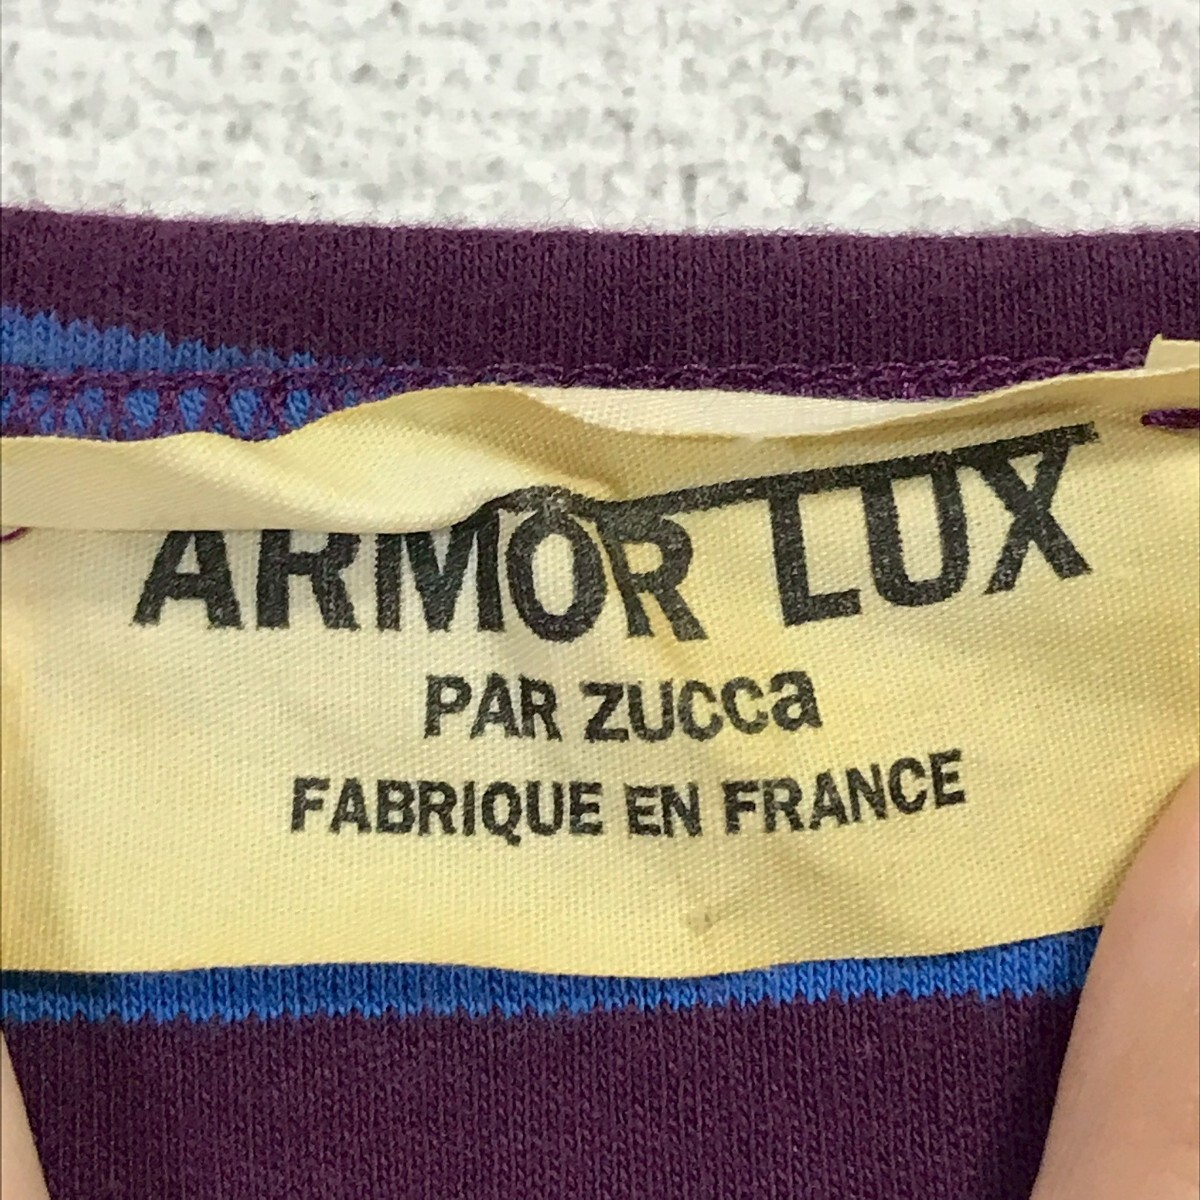 ARMOR LUX
PAR ZUCCa
FABRIQUE EN FRANCE